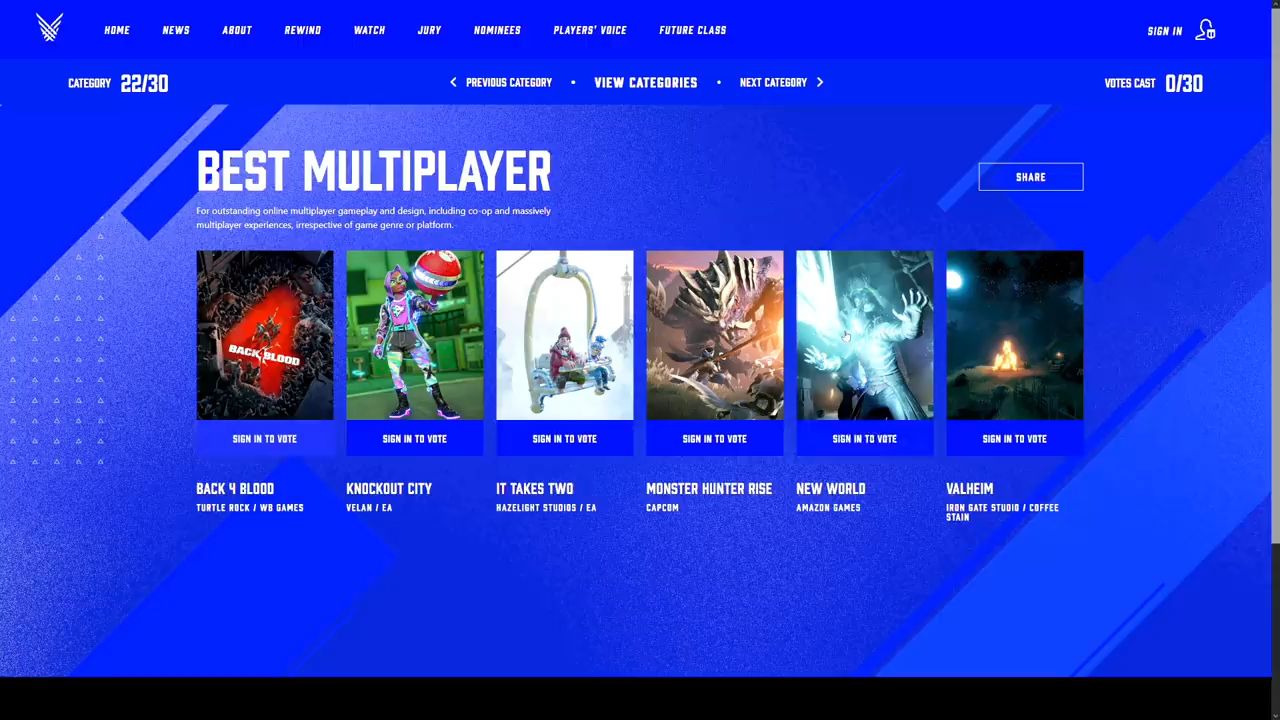 HOME NEWS ABOUT REWIND WATCH JURY NOMINEES PLAYERS' VOICE FUTURE CLASS SIGN IN
CATEGORY 22/30 PREVIOUS CATEGORY • VIEW CATEGORIES • NEXT CATEGORY VOTES CAST 0/30
BEST MULTIPLAYER
SHARE
For outstanding online multiplayer gameplay and design, including co-op and massively
multiplayer experiences, irrespective of game genre or platform.
BACK 4 BLOOD
SIGN IN TO VOTE SIGN IN TO VOTE SIGN IN TO VOTE SIGN IN TO VOTE SIGN IN TO VOTE SIGN IN TO VOTE
BACK 4 BLOOD KNOCKOUT CITY IT TAKES TWO MONSTER HUNTER RISE NEW WORLD VALHEIM
TURTLE ROCK / WB GAMES VELAN / EA HAZELIGHT STUDIOS / EA CAPCOM AMAZON GAMES IRON GATE STUDIO / COFFEE
STAIN